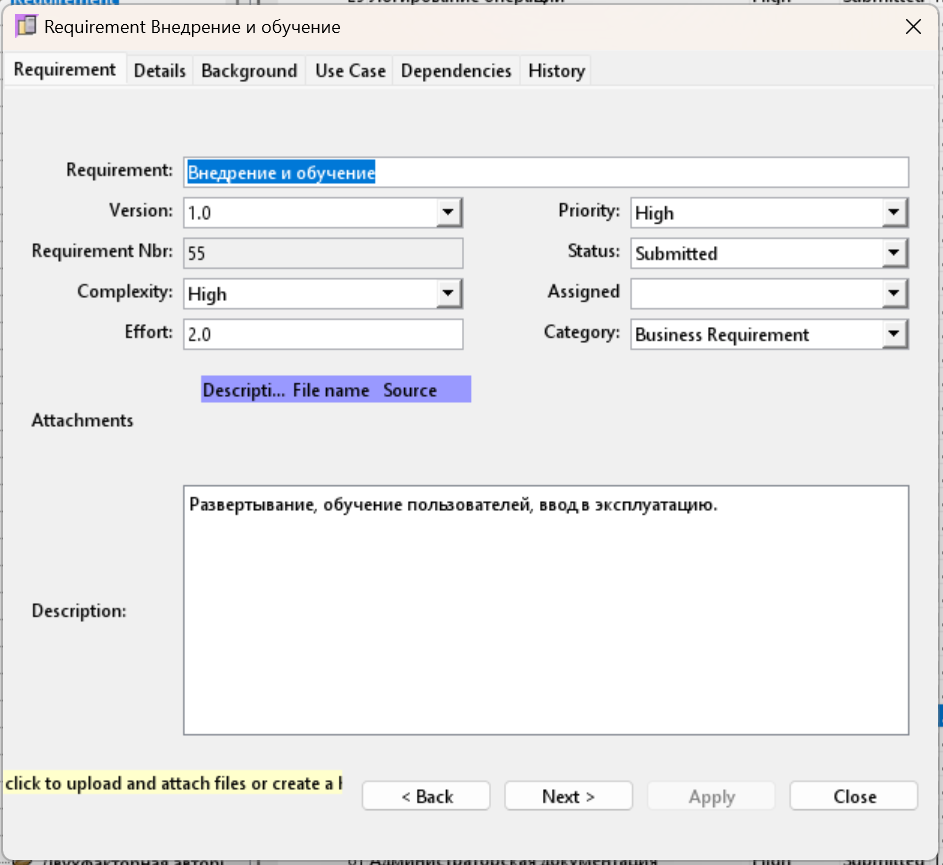 Requirement Внедрение и обучение
Requirement Details Background Use Case Dependencies History
Requirement: Внедрение и обучение
Version: 1.0 Priority: High
Requirement Nbr: 55 Status: Submitted
Complexity: High Assigned
Effort: 2.0 Category: Business Requirement
Descripti... File name Source
Attachments
Развертывание, обучение пользователей, ввод в эксплуатацию.
Description:
click to upload and attach files or create a
< Back Next > Apply Close